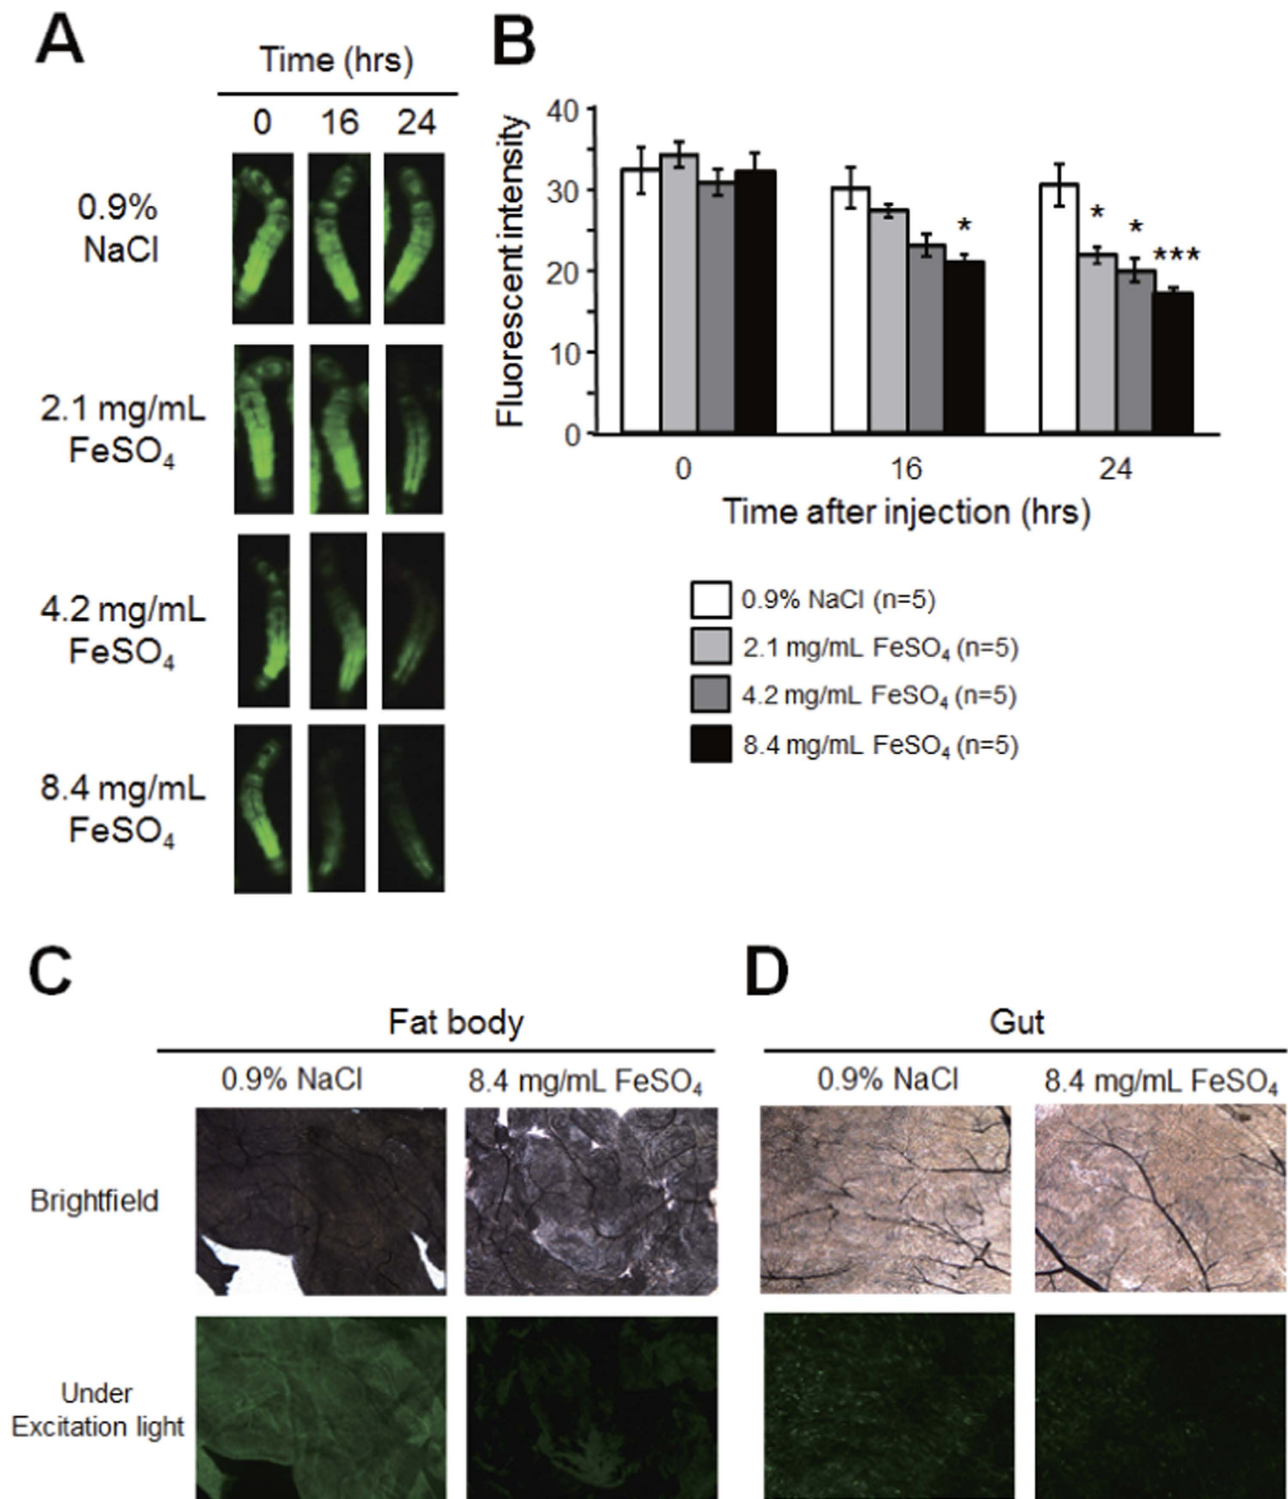 A
Time (hrs)
0 16 24
0.9%
NaCl
2.1 mg/mL
FeSO₄
4.2 mg/mL
FeSO₄
8.4 mg/mL
FeSO₄
B
Fluorescent intensity
40
30
20
10
0
*
* * ***
0 16 24
Time after injection (hrs)
0.9% NaCl (n=5)
2.1 mg/mL FeSO₄ (n=5)
4.2 mg/mL FeSO₄ (n=5)
8.4 mg/mL FeSO₄ (n=5)
C
Fat body
0.9% NaCl 8.4 mg/mL FeSO₄
Brightfield
Under
Excitation light
D
Gut
0.9% NaCl 8.4 mg/mL FeSO₄